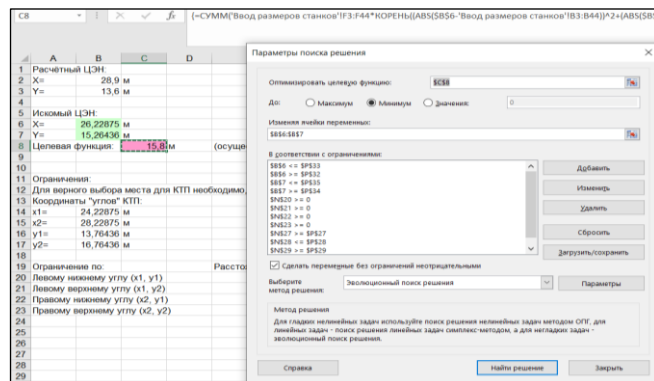 C8 fx {=СУММ('Ввод размеров станков'!F3:F44*КОРЕНЬ((ABS($B$6-'Ввод размеров станков'!B3:B44))^2+(ABS($B$
A B C D
1 Расчётный ЦЭН:
2 X= 28,9 м
3 Y= 13,6 м
4
5 Искомый ЦЭН:
6 X= 26,22875 м
7 Y= 15,26436 м
8 Целевая функция: 15,8 м (осуще
9
10
11 Ограничения:
12 Для верного выбора места для КТП необходимо,
13 Координаты "углов" КТП:
14 x1= 24,22875 м
15 x2= 28,22875 м
16 y1= 13,76436 м
17 y2= 16,76436 м
18
19 Ограничение по: Расстоя
20 Левому нижнему углу (x1, y1)
21 Левому верхнему углу (x1, y2)
22 Правому нижнему углу (x2, y1)
23 Правому верхнему углу (x2, y2)
24
25
26
27
28
29
Параметры поиска решения
Оптимизировать целевую функцию: $C$8
До: Максимум Минимум Значения: 0
Изменяя ячейки переменных:
$B$6:$B$7
В соответствии с ограничениями:
$B$6 <= $P$33
$B$6 >= $P$32
$B$7 <= $P$35
$B$7 >= $P$34
$N$20 >= 0
$N$21 >= 0
$N$22 >= 0
$N$23 >= 0
$N$27 >= $P$27
$N$28 <= $P$28
$N$29 >= $P$29
Добавить
Изменить
Удалить
Сбросить
Загрузить/сохранить
Сделать переменные без ограничений неотрицательными
Выберите метод решения: Эволюционный поиск решения Параметры
Метод решения
Для гладких нелинейных задач используйте поиск решения нелинейных задач методом ОПГ, для
линейных задач - поиск решения линейных задач симплекс-методом, а для негладких задач -
эволюционный поиск решения.
Справка Найти решение Закрыть